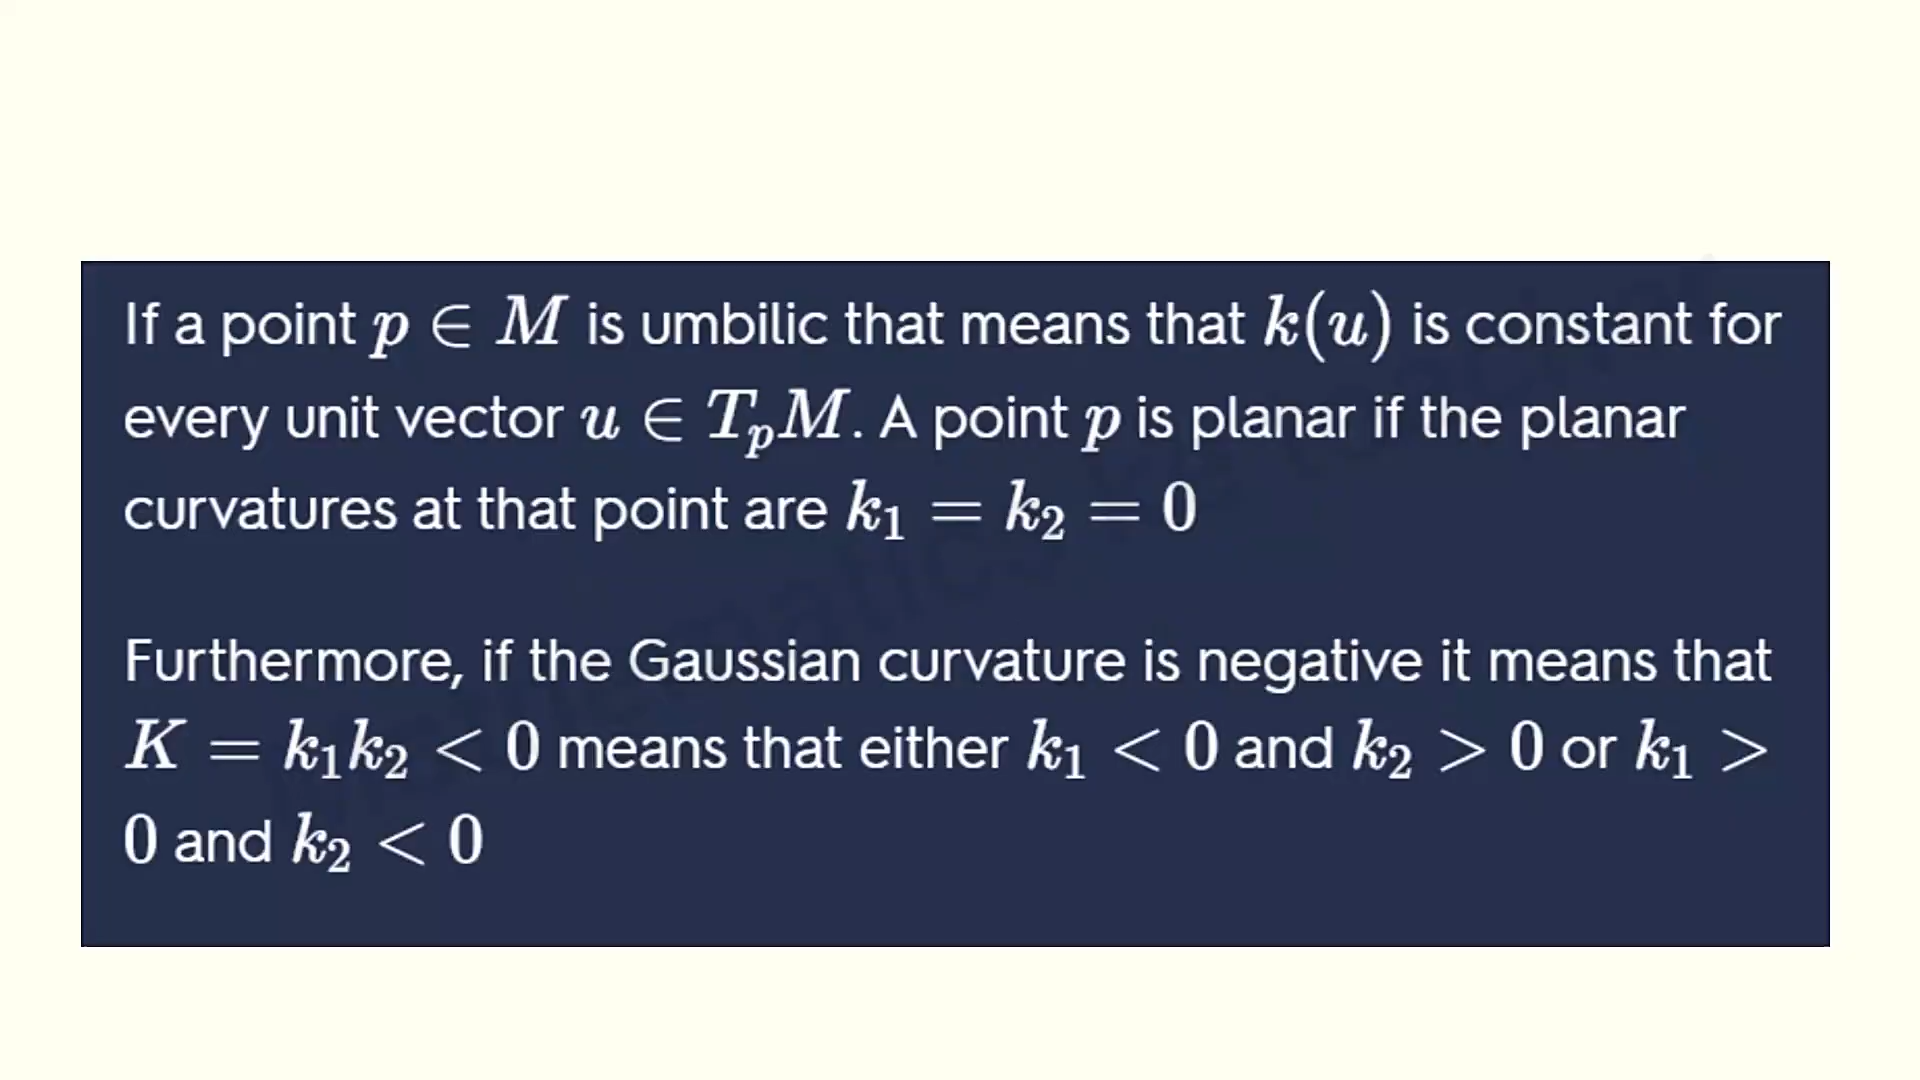 If a point p ∈ M is umbilic that means that k(u) is constant for
every unit vector u ∈ TₚM. A point p is planar if the planar
curvatures at that point are k₁ = k₂ = 0
Furthermore, if the Gaussian curvature is negative it means that
K = k₁k₂ < 0 means that either k₁ < 0 and k₂ > 0 or k₁ >
0 and k₂ < 0